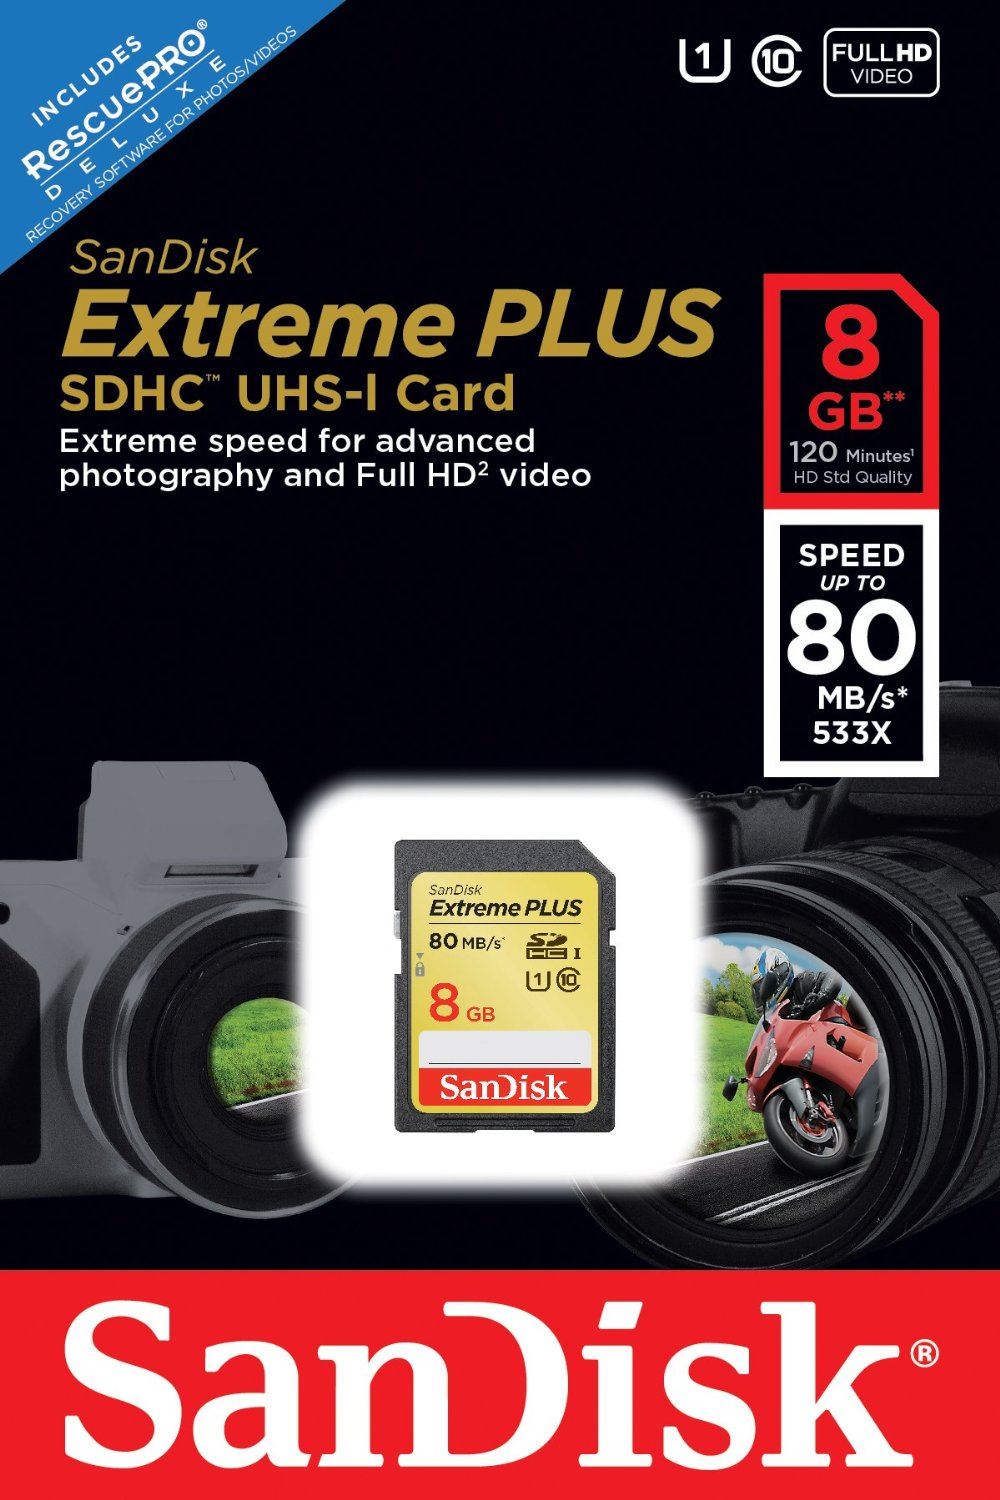 INCLUDES
RescuePRO®
DELUXE
RECOVERY SOFTWARE FOR PHOTOS/VIDEOS
1 10 FULL HD
VIDEO
SanDisk
Extreme PLUS
SDHC™ UHS-I Card
Extreme speed for advanced
photography and Full HD² video
8
GB**
120 Minutes¹
HD Std Quality
SPEED
UP TO
80
MB/s*
533X
SanDisk
Extreme PLUS
80 MB/s*
SDHC I
1 10
8 GB
SanDisk
SanDisk®